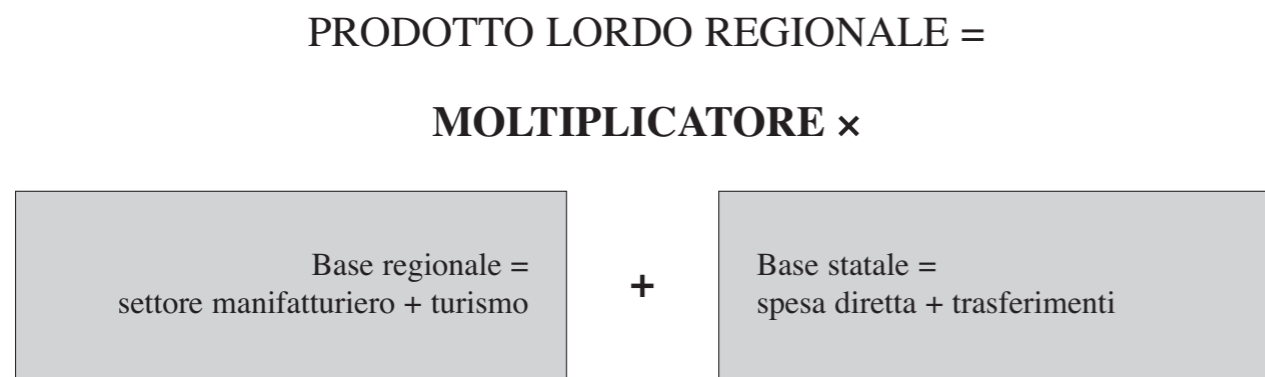 PRODOTTO LORDO REGIONALE =
MOLTIPLICATORE ×
Base regionale =
settore manifatturiero + turismo
+
Base statale =
spesa diretta + trasferimenti